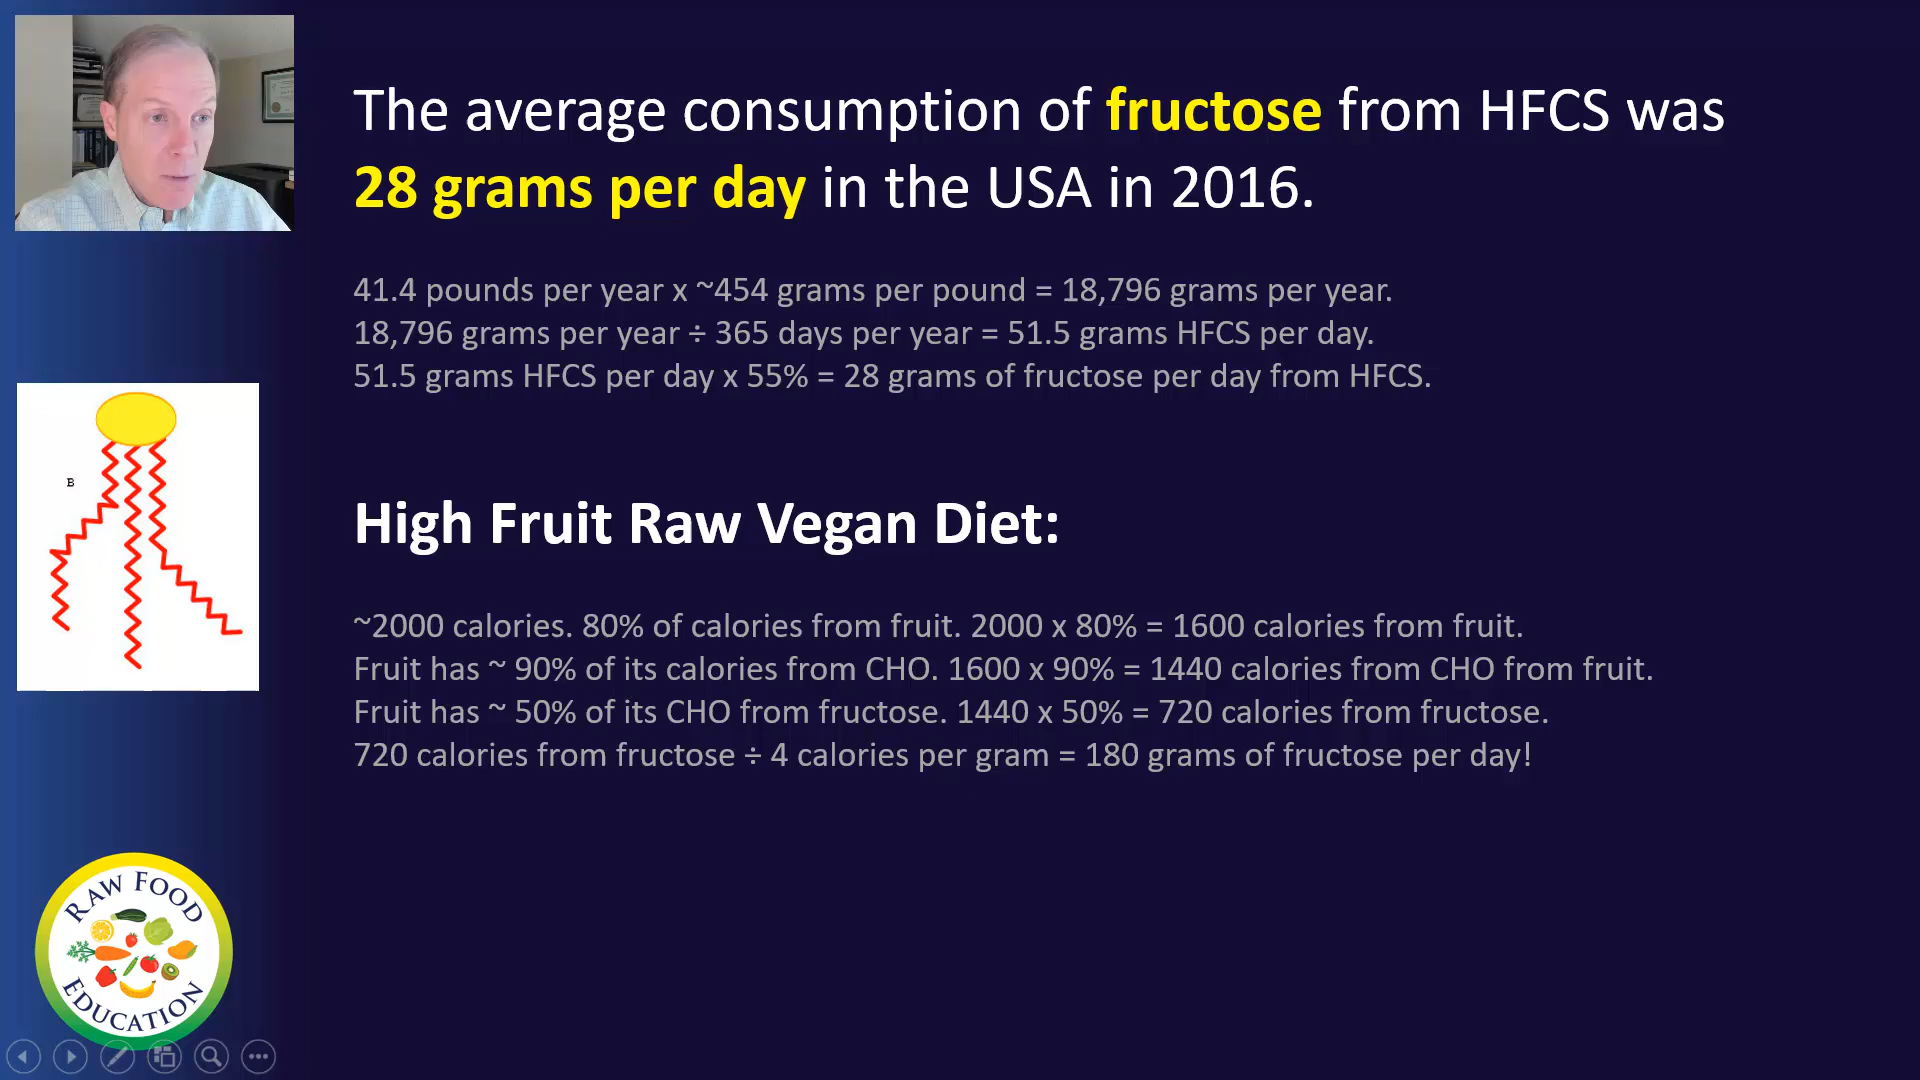 The average consumption of fructose from HFCS was
28 grams per day in the USA in 2016.
41.4 pounds per year x ~454 grams per pound = 18,796 grams per year.
18,796 grams per year ÷ 365 days per year = 51.5 grams HFCS per day.
51.5 grams HFCS per day x 55% = 28 grams of fructose per day from HFCS.
B
High Fruit Raw Vegan Diet:
~2000 calories. 80% of calories from fruit. 2000 x 80% = 1600 calories from fruit.
Fruit has ~ 90% of its calories from CHO. 1600 x 90% = 1440 calories from CHO from fruit.
Fruit has ~ 50% of its CHO from fructose. 1440 x 50% = 720 calories from fructose.
720 calories from fructose ÷ 4 calories per gram = 180 grams of fructose per day!
RAW FOOD
EDUCATION